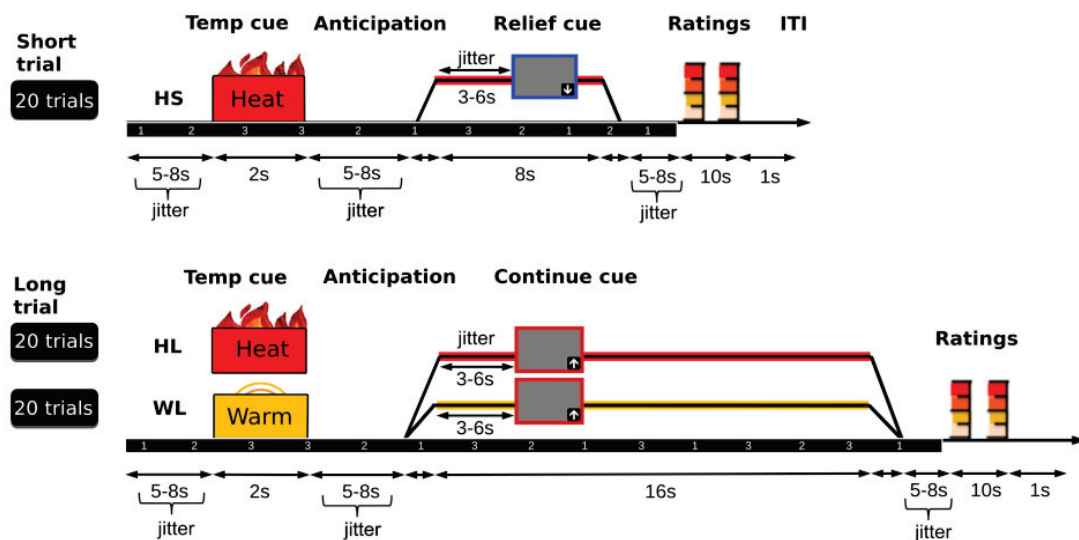 Temp cue Anticipation Relief cue Ratings ITI
Short
trial
20 trials
HS
Heat
jitter
3-6s
1 2 3 3 2 1 3 2 1 2 1
5-8s 2s 5-8s 8s 5-8s 10s 1s
jitter jitter jitter
Temp cue Anticipation Continue cue
Long
trial
20 trials
HL
Heat
jitter
3-6s
Ratings
20 trials
WL
Warm
3-6s
1 2 3 3 2 1 3 2 1 3 1 3 2 3 1
5-8s 2s 5-8s 16s 5-8s 10s 1s
jitter jitter jitter